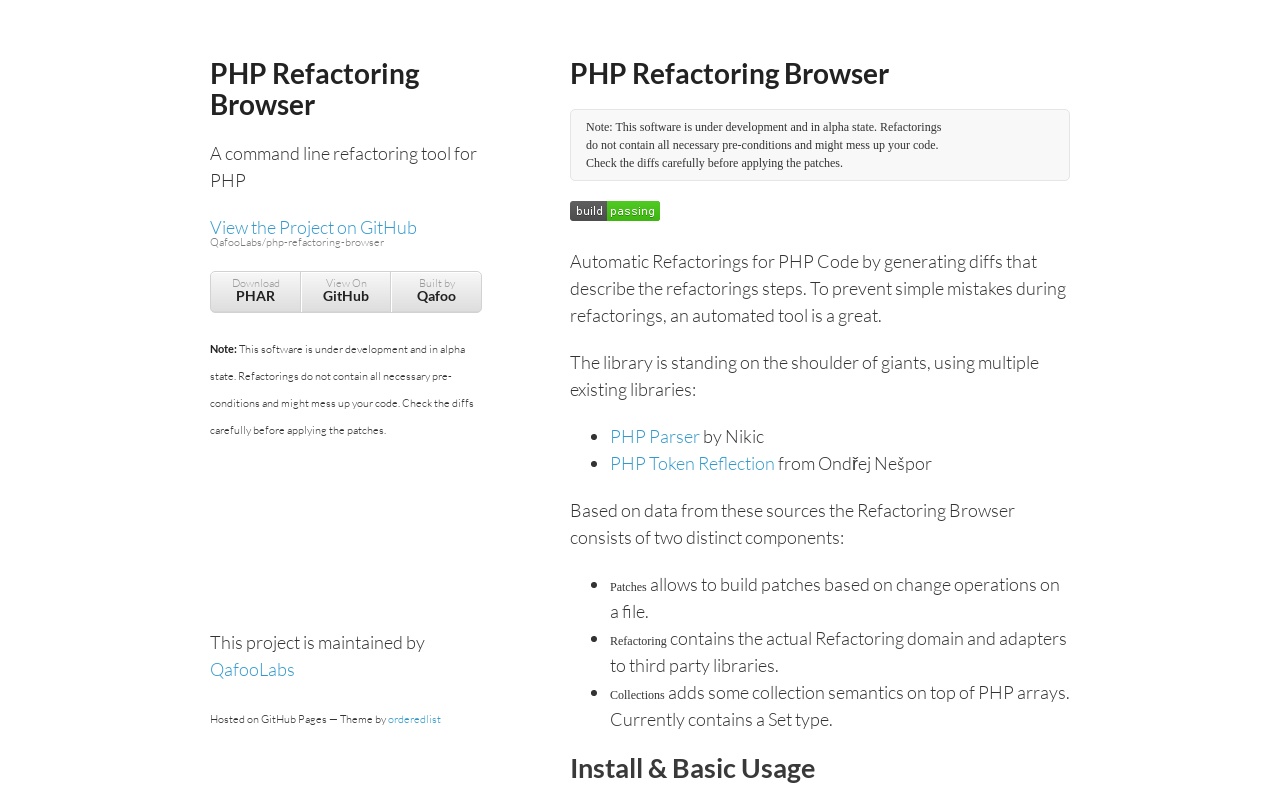 PHP Refactoring
Browser
A command line refactoring tool for
PHP
View the Project on GitHub
QafooLabs/php-refactoring-browser
Download
PHAR
View On
GitHub
Built by
Qafoo
Note: This software is under development and in alpha
state. Refactorings do not contain all necessary pre-
conditions and might mess up your code. Check the diffs
carefully before applying the patches.
This project is maintained by
QafooLabs
Hosted on GitHub Pages — Theme by orderedlist
PHP Refactoring Browser
Note: This software is under development and in alpha state. Refactorings
do not contain all necessary pre-conditions and might mess up your code.
Check the diffs carefully before applying the patches.
build passing
Automatic Refactorings for PHP Code by generating diffs that
describe the refactorings steps. To prevent simple mistakes during
refactorings, an automated tool is a great.
The library is standing on the shoulder of giants, using multiple
existing libraries:
PHP Parser by Nikic
PHP Token Reflection from Ondřej Nešpor
Based on data from these sources the Refactoring Browser
consists of two distinct components:
Patches allows to build patches based on change operations on
a file.
Refactoring contains the actual Refactoring domain and adapters
to third party libraries.
Collections adds some collection semantics on top of PHP arrays.
Currently contains a Set type.
Install & Basic Usage